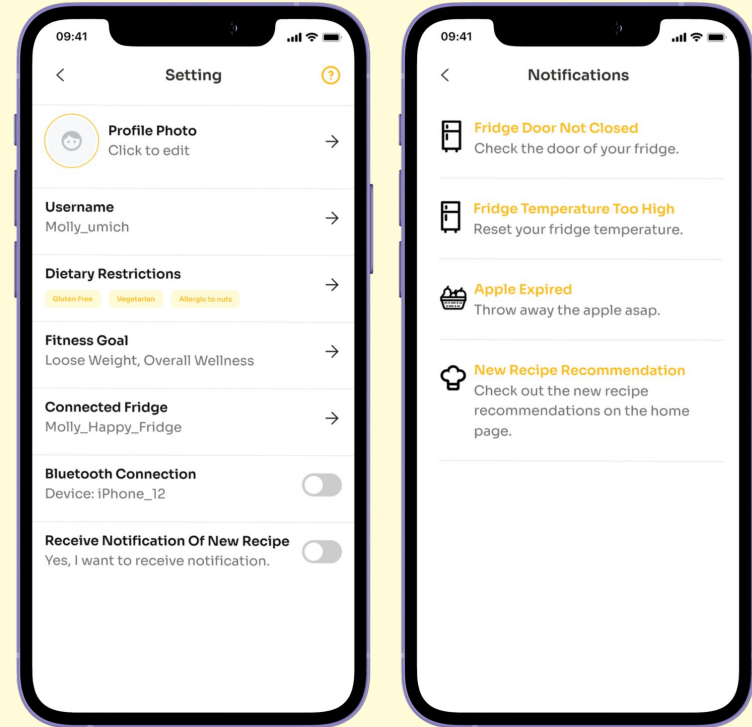 09:41
Setting
?
Profile Photo
Click to edit
Username
Molly_umich
Dietary Restrictions
Gluten Free Vegetarian Allergic to nuts
Fitness Goal
Loose Weight, Overall Wellness
Connected Fridge
Molly_Happy_Fridge
Bluetooth Connection
Device: iPhone_12
Receive Notification Of New Recipe
Yes, I want to receive notification.
09:41
Notifications
Fridge Door Not Closed
Check the door of your fridge.
Fridge Temperature Too High
Reset your fridge temperature.
Apple Expired
Throw away the apple asap.
New Recipe Recommendation
Check out the new recipe
recommendations on the home
page.